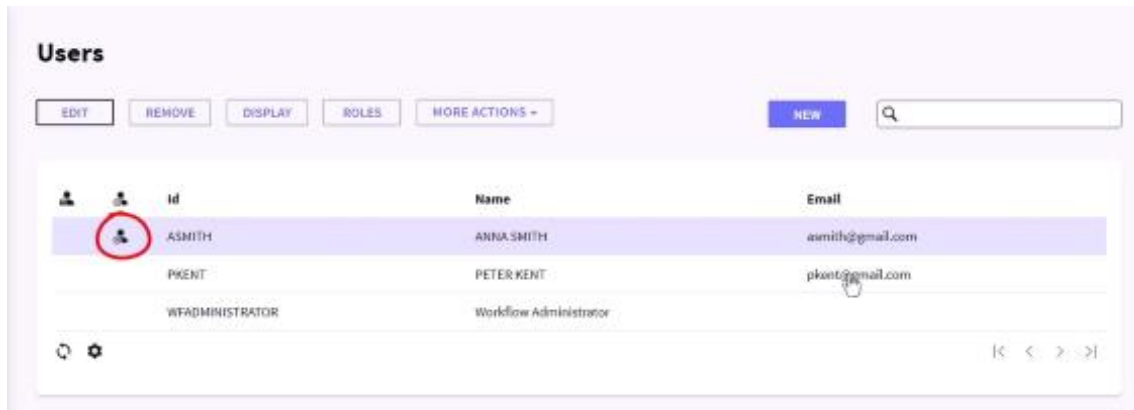 Users
EDIT REMOVE DISPLAY ROLES MORE ACTIONS NEW
Id Name Email
ASMITH ANNA SMITH asmith@gmail.com
PKENT PETER KENT pkent@gmail.com
WFADMINISTRATOR Workflow Administrator